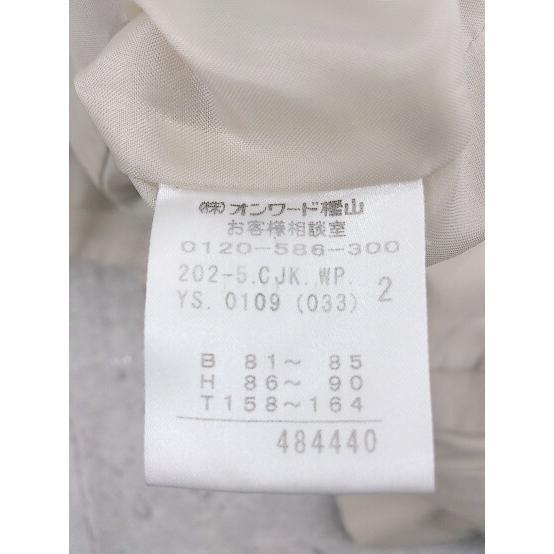 ㈱オンワード樫山
お客様相談室
0120-586-300
202-5.CJK.WP.
YS.0109(033) 2
B 81～ 85
H 86～ 90
T158～164
484440